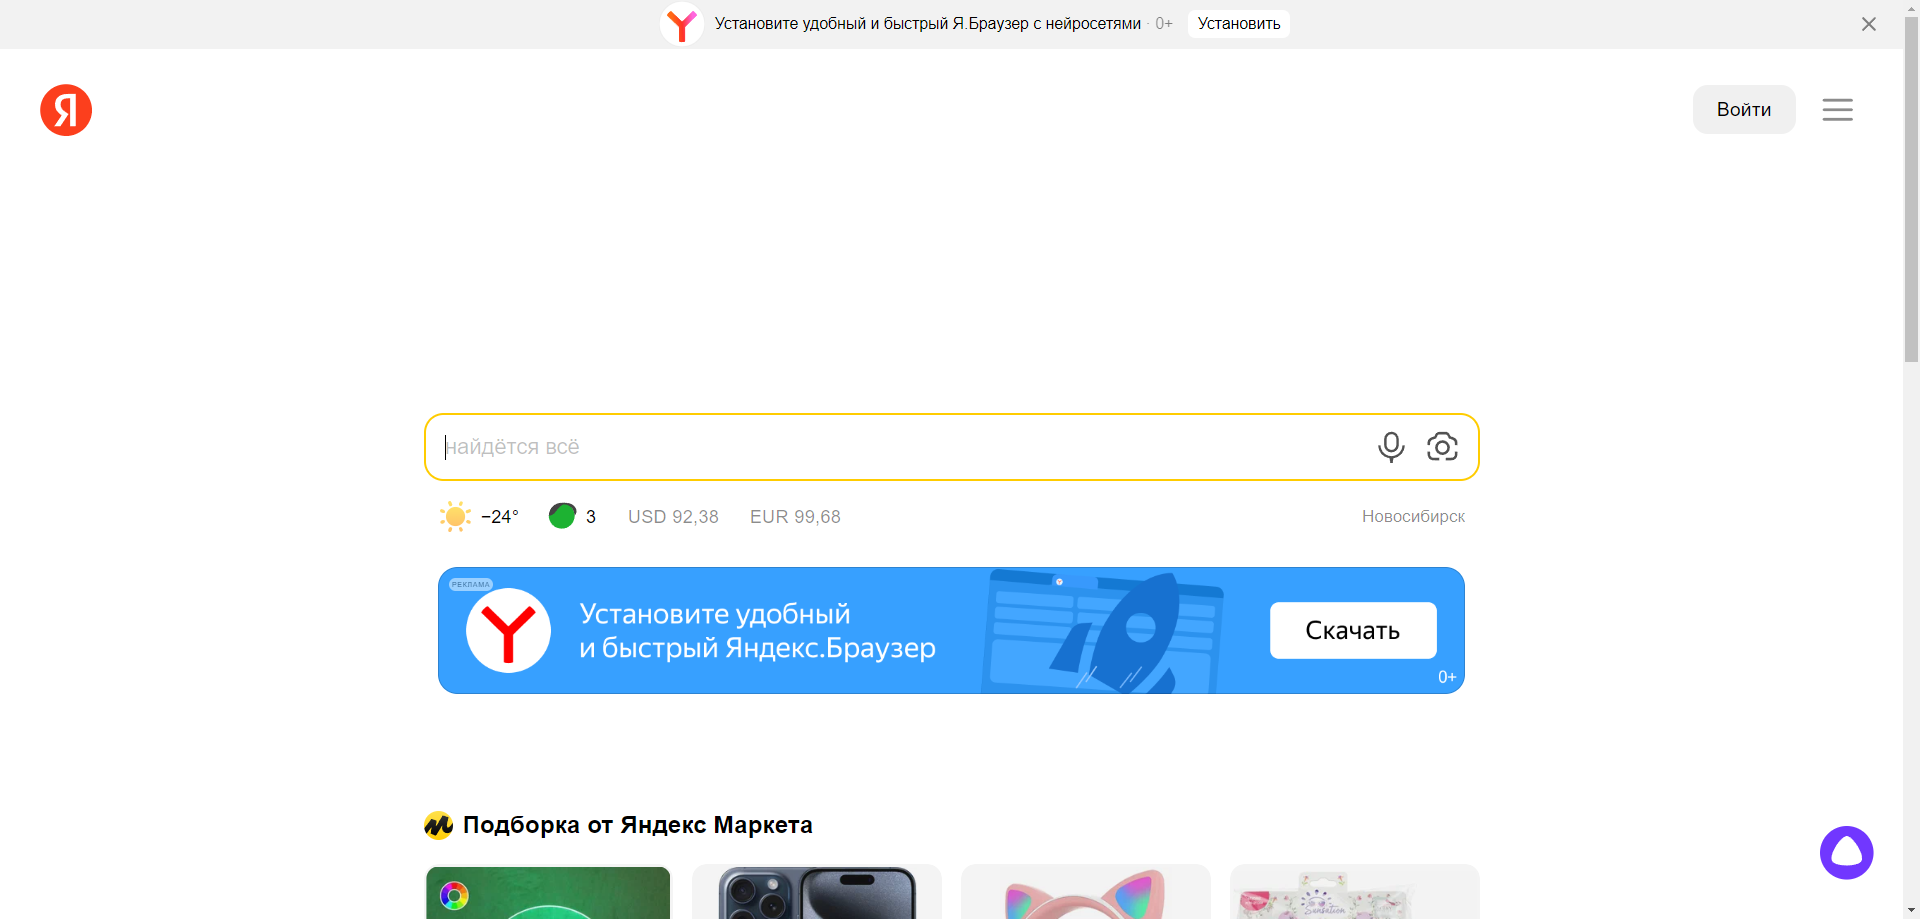 Установите удобный и быстрый Я.Браузер с нейросетями · 0+
Установить
Я
Войти
найдётся всё
−24°
3
USD 92,38
EUR 99,68
Новосибирск
РЕКЛАМА
Установите удобный
и быстрый Яндекс.Браузер
Скачать
0+
Подборка от Яндекс Маркета
Sensation